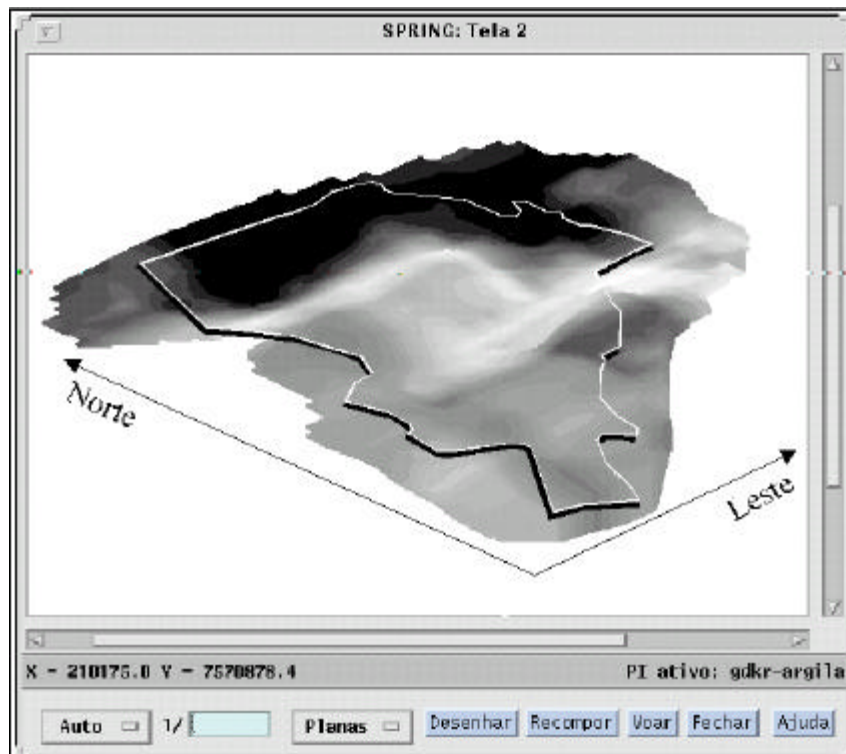 SPRING: Tela 2
Norte
Leste
X - 210175.0 Y - 7570878.4 PI ativo: gdkr-argila
Auto 1/ Planas Desenhar Recompor Voar Fechar Ajuda